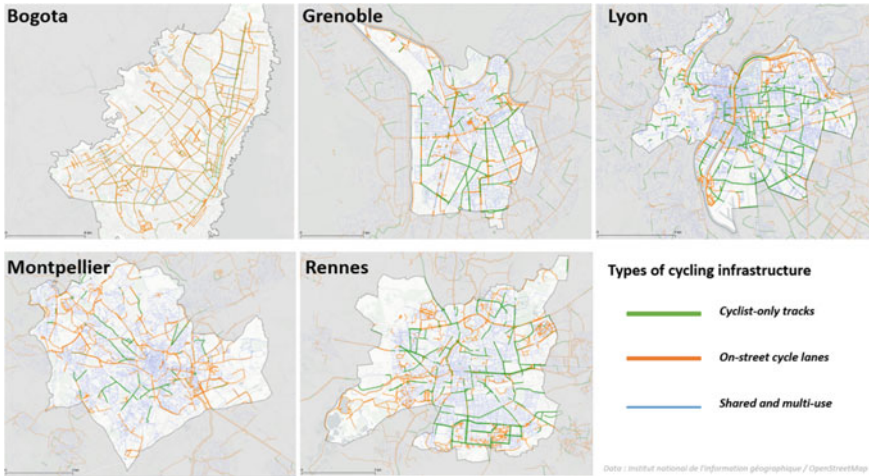 Bogota
Grenoble
Lyon
Montpellier
Rennes
Types of cycling infrastructure
Cyclist-only tracks
On-street cycle lanes
Shared and multi-use
Data : Institut national de l'information géographique / OpenStreetMap